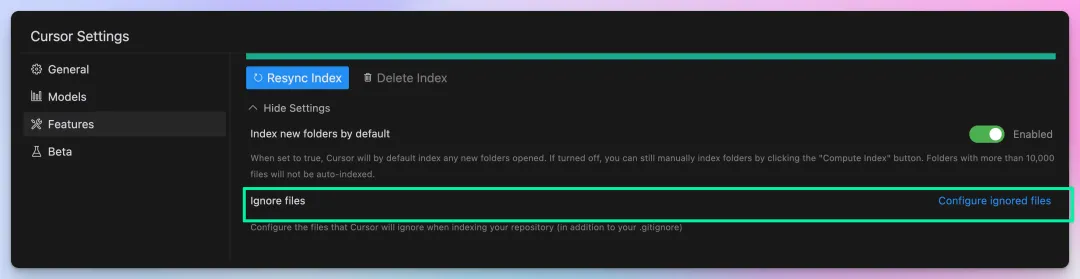 Cursor Settings
General
Models
Features
Beta
Resync Index
Delete Index
Hide Settings
Index new folders by default
Enabled
When set to true, Cursor will by default index any new folders opened. If turned off, you can still manually index folders by clicking the "Compute Index" button. Folders with more than 10,000
files will not be auto-indexed.
Ignore files
Configure ignored files
Configure the files that Cursor will ignore when indexing your repository (in addition to your .gitignore)